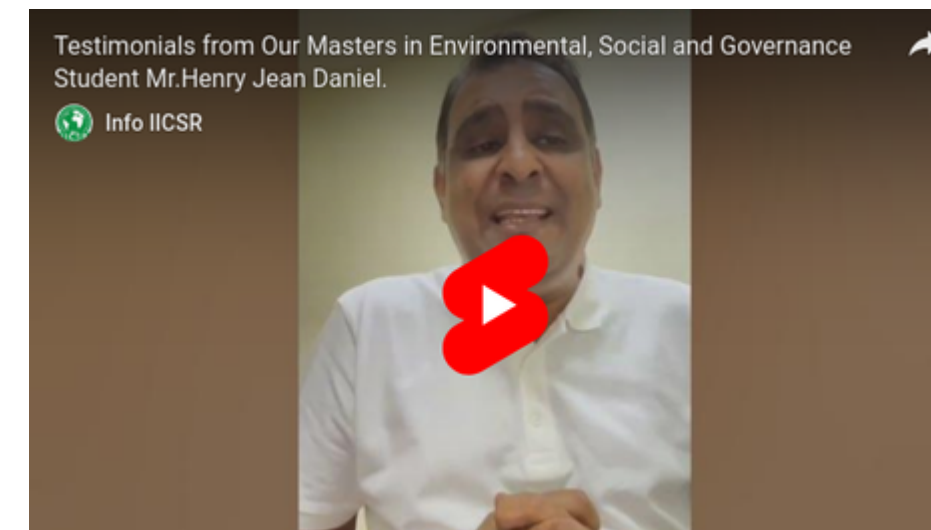 Testimonials from Our Masters in Environmental, Social and Governance
Student Mr.Henry Jean Daniel.
Info IICSR